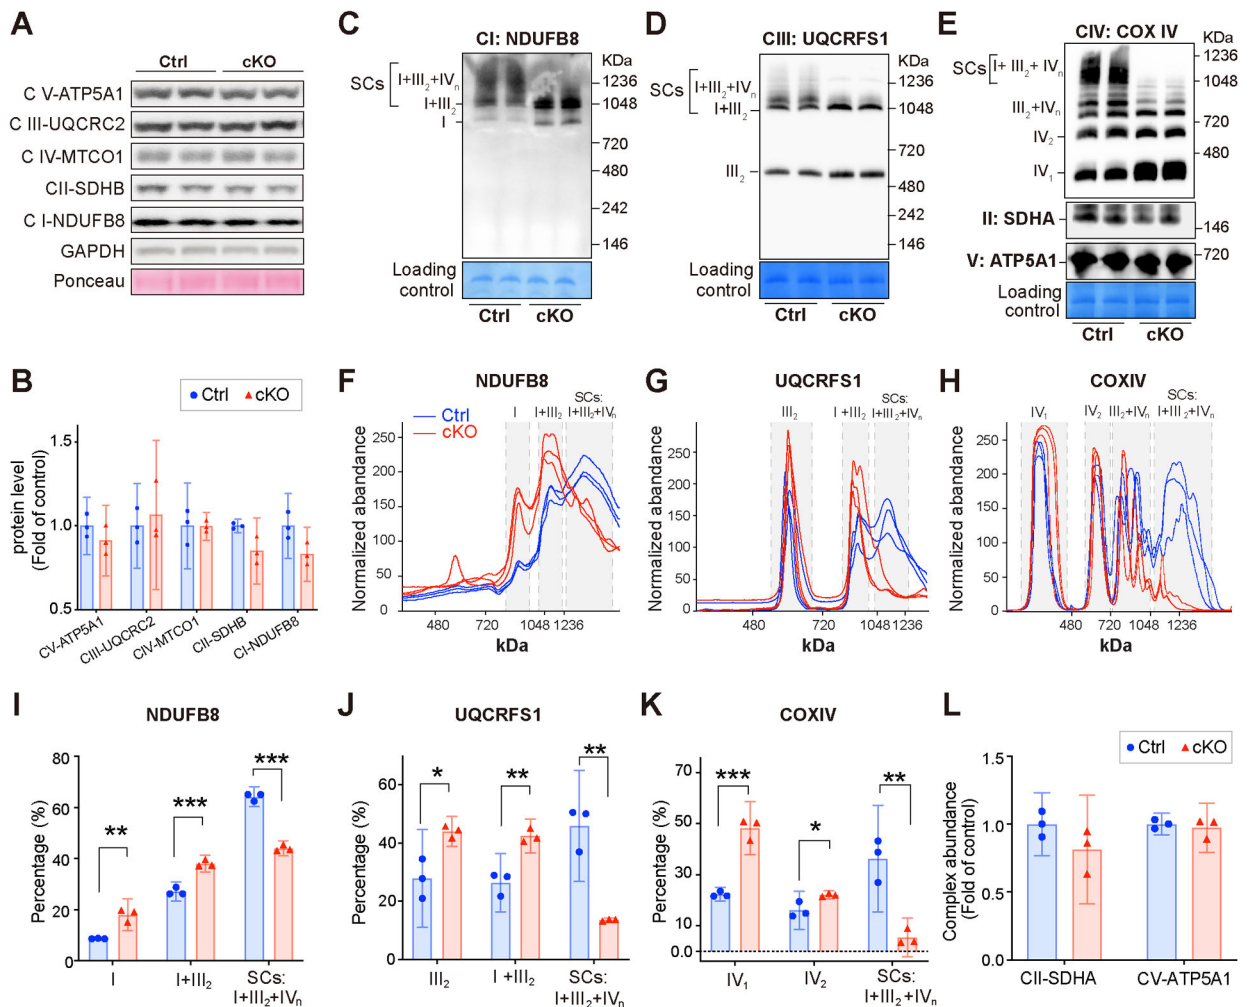 A
Ctrl
cKO
C V-ATP5A1
C III-UQCRC2
C IV-MTCO1
CII-SDHB
C I-NDUFB8
GAPDH
Ponceau
C
CI: NDUFB8
KDa
SCs
I+III₂+IVₙ
I+III₂
I
1236
1048
720
480
242
146
Loading
control
Ctrl
cKO
D
CIII: UQCRFS1
KDa
SCs
I+III₂+IVₙ
I+III₂
III₂
1236
1048
720
480
242
146
Loading
control
Ctrl
cKO
E
CIV: COX IV
KDa
SCs
I+ III₂+ IVₙ
III₂+IVₙ
IV₂
IV₁
1236
1048
720
480
II: SDHA
146
V: ATP5A1
720
Loading
control
Ctrl
cKO
B
Ctrl
cKO
protein level
(Fold of control)
1.5
1.0
0.5
CV-ATP5A1
CIII-UQCRC2
CIV-MTCO1
CII-SDHB
CI-NDUFB8
F
NDUFB8
Ctrl
cKO
I
I+III₂
SCs:
I+III₂+IVₙ
Normalized abundance
250
200
150
100
50
0
480
720
1048
1236
kDa
G
UQCRFS1
III₂
I +III₂
SCs:
I+III₂+IVₙ
Normalized abundance
250
200
150
100
50
0
480
720
1048
1236
kDa
H
COXIV
IV₁
IV₂
III₂+IVₙ
SCs:
I+III₂+IVₙ
Normalized abundance
250
200
150
100
50
0
480
720
1048
1236
kDa
I
NDUFB8
Percentage (%)
80
60
40
20
0
**
***
***
I
I+III₂
SCs:
I+III₂+IVₙ
J
UQCRFS1
Percentage (%)
60
40
20
0
*
**
**
III₂
I +III₂
SCs:
I+III₂+IVₙ
K
COXIV
Percentage (%)
70
50
30
10
0.0
***
*
**
IV₁
IV₂
SCs:
I+III₂+IVₙ
L
Ctrl
cKO
Complex abundance
(Fold of control)
1.5
1.0
0.5
0.0
CII-SDHA
CV-ATP5A1